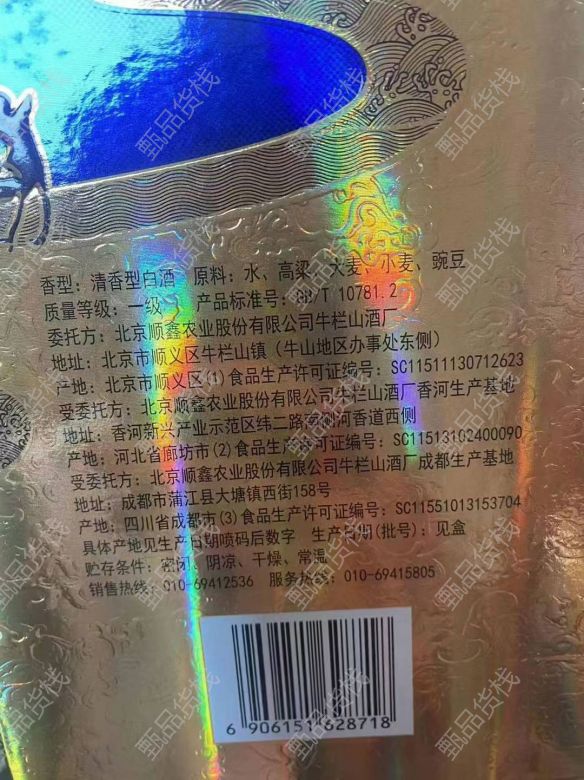 香型：清香型白酒 原料：水、高粱、大麦、小麦、豌豆
质量等级：一级 产品标准号：GB/T 10781.2
委托方：北京顺鑫农业股份有限公司牛栏山酒厂
地址：北京市顺义区牛栏山镇（牛山地区办事处东侧）
产地：北京市顺义区(1)食品生产许可证编号：SC11511130712623
受委托方：北京顺鑫农业股份有限公司牛栏山酒厂香河生产基地
地址：香河新兴产业示范区纬二路南侧河香道西侧
产地：河北省廊坊市(2)食品生产许可证编号：SC11513102400090
受委托方：北京顺鑫农业股份有限公司牛栏山酒厂成都生产基地
地址：成都市蒲江县大塘镇西街158号
产地：四川省成都市(3)食品生产许可证编号：SC11551013153704
具体产地见生产日期喷码后数字 生产日期(批号)：见盒
贮存条件：密闭、阴凉、干燥、常温
销售热线：010-69412536 服务热线：010-69415805
6 906151 628718
甄品货栈